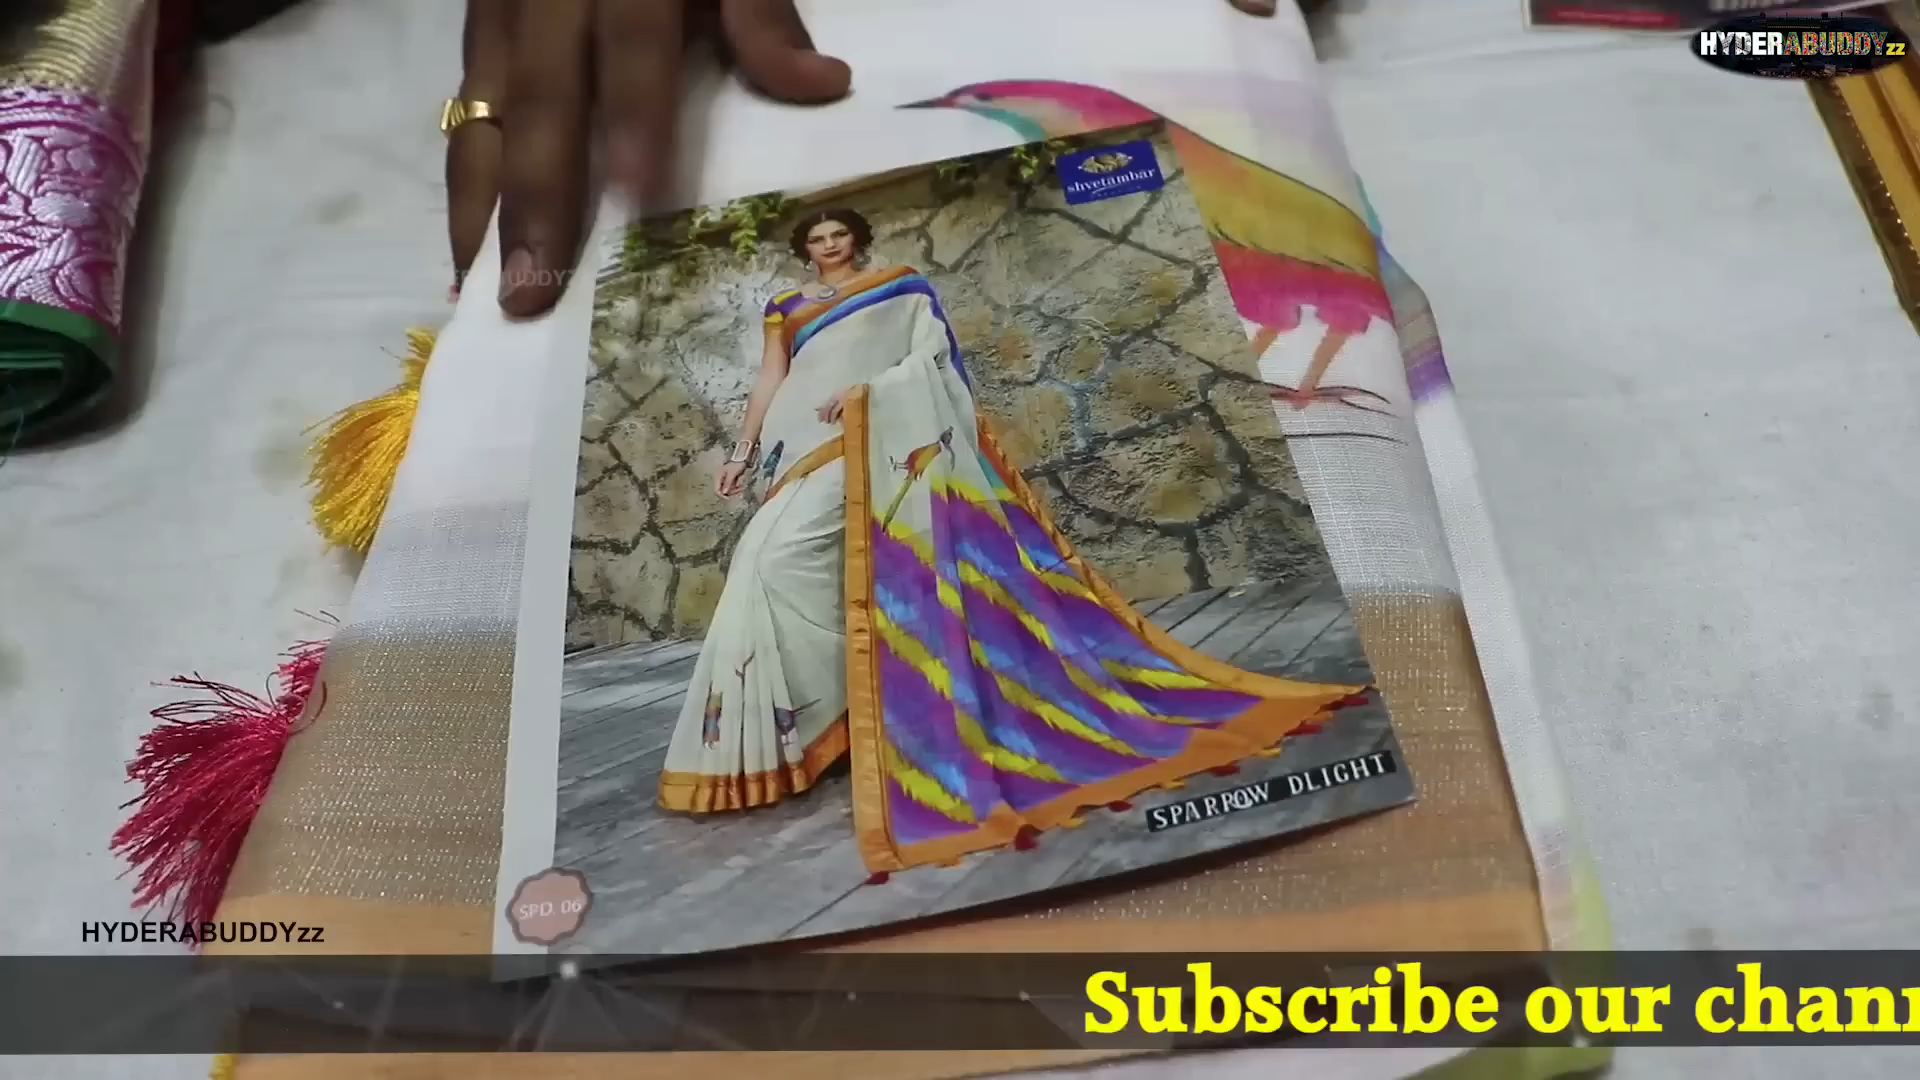 HYDERABUDDYzz
shvetambar
SPARROW DLIGHT
SPD. 06
HYDERABUDDYzz
Subscribe our chann